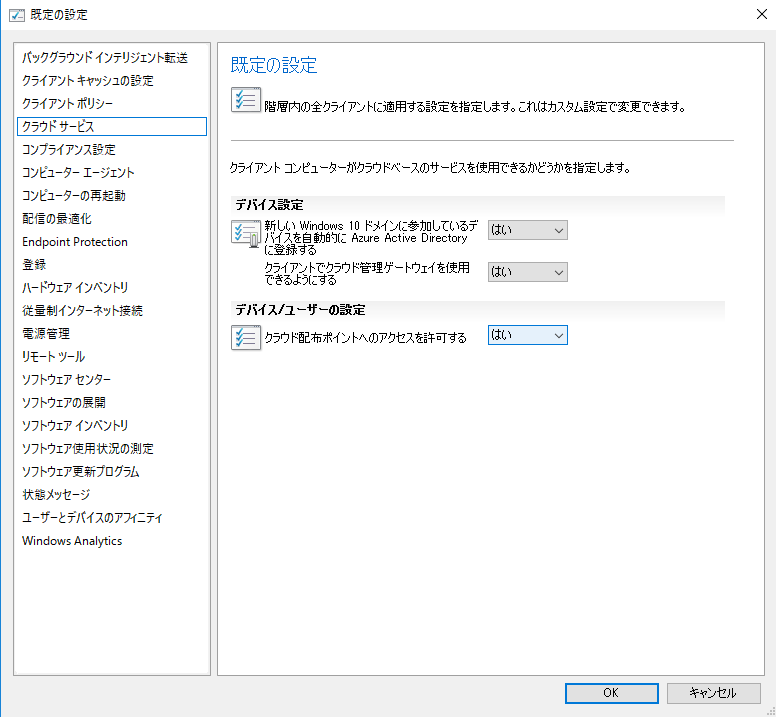 既定の設定
バックグラウンド インテリジェント転送
クライアント キャッシュの設定
クライアント ポリシー
クラウド サービス
コンプライアンス設定
コンピューター エージェント
コンピューターの再起動
配信の最適化
Endpoint Protection
登録
ハードウェア インベントリ
従量制インターネット接続
電源管理
リモート ツール
ソフトウェア センター
ソフトウェアの展開
ソフトウェア インベントリ
ソフトウェア使用状況の測定
ソフトウェア更新プログラム
状態メッセージ
ユーザーとデバイスのアフィニティ
Windows Analytics
既定の設定
階層内の全クライアントに適用する設定を指定します。これはカスタム設定で変更できます。
クライアント コンピューターがクラウドベースのサービスを使用できるかどうかを指定します。
デバイス設定
新しい Windows 10 ドメインに参加しているデ
バイスを自動的に Azure Active Directory
に登録する
はい
クライアントでクラウド管理ゲートウェイを使用
できるようにする
はい
デバイス/ユーザーの設定
クラウド配布ポイントへのアクセスを許可する
はい
OK
キャンセル